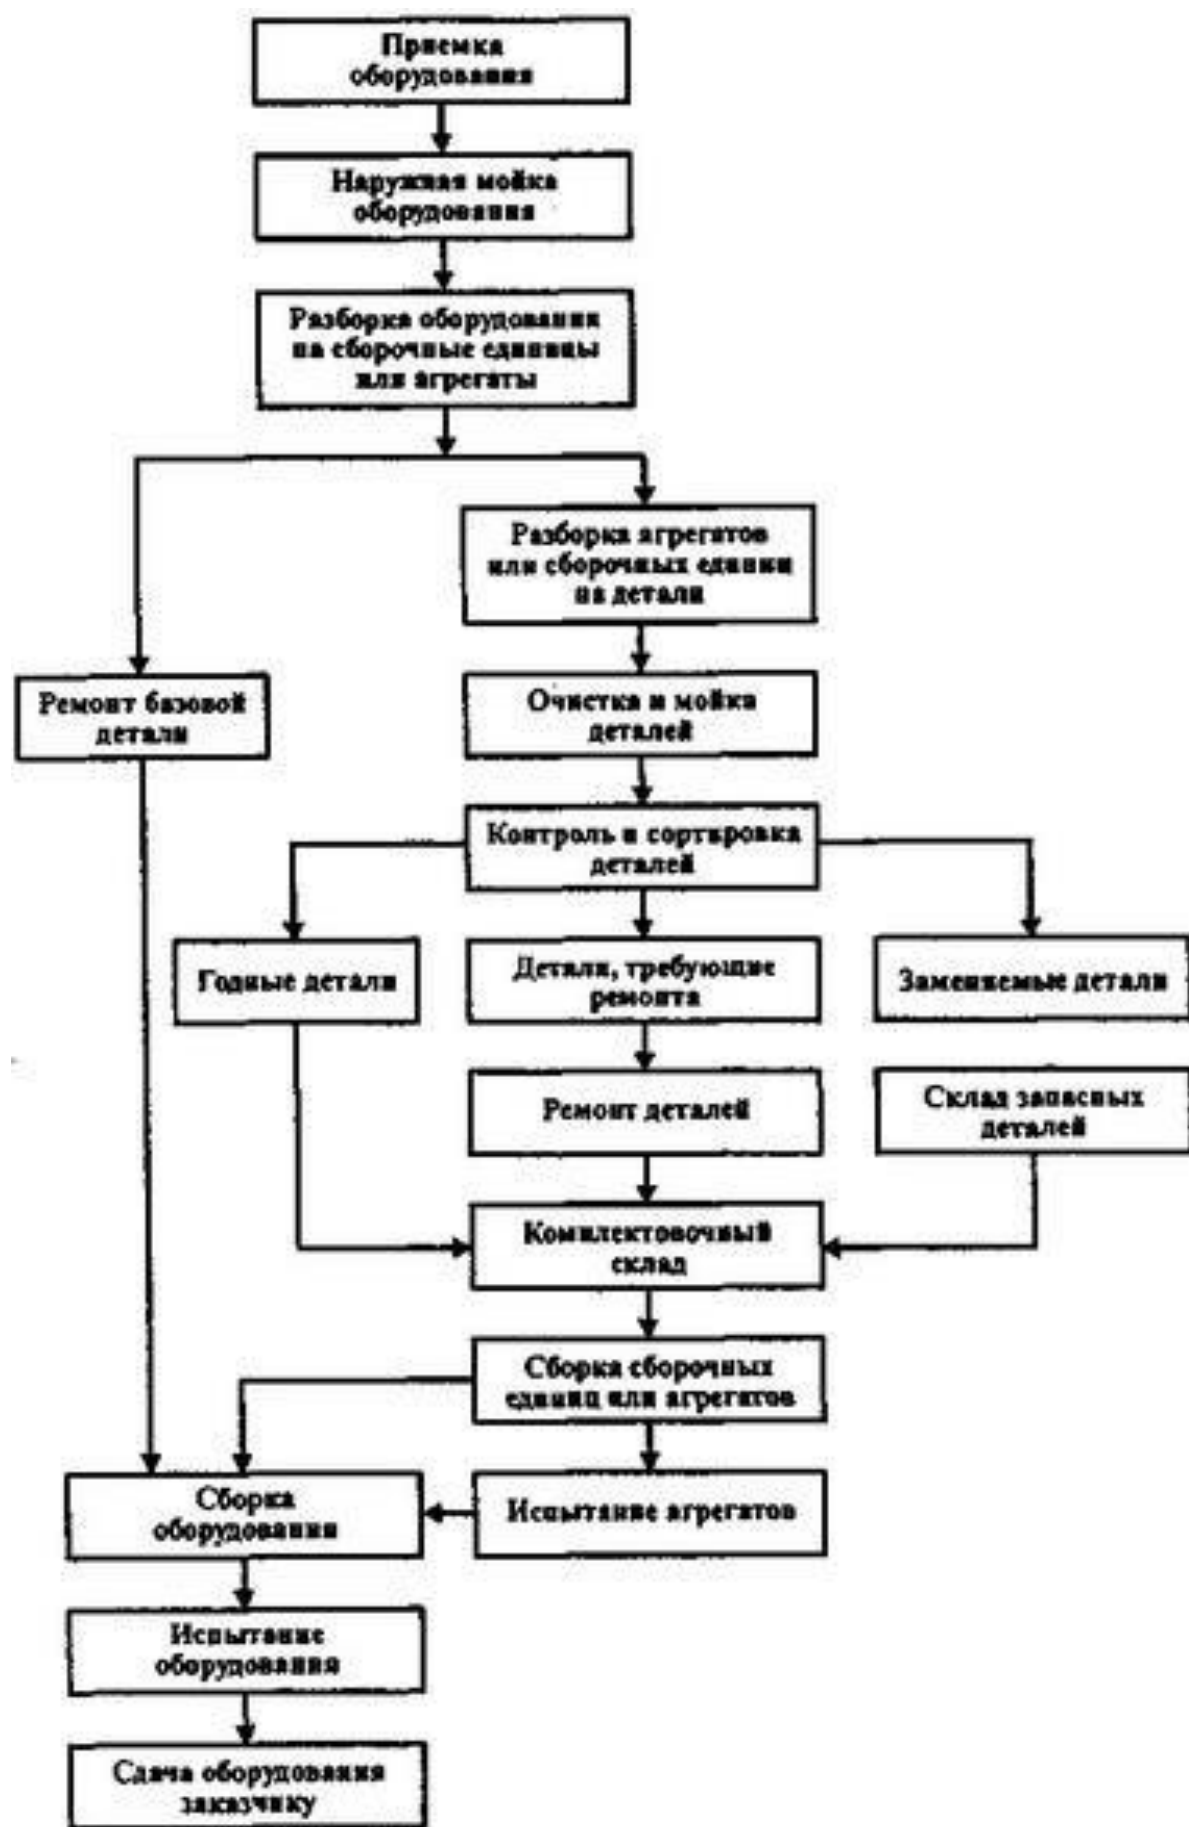 Приемка
оборудования
Наружная мойка
оборудования
Разборка оборудования
на сборочные единицы
или агрегаты
Разборка агрегатов
или сборочных единиц
на детали
Ремонт базовой
детали
Очистка и мойка
деталей
Контроль и сортировка
деталей
Годные детали
Детали, требующие
ремонта
Заменяемые детали
Ремонт деталей
Склад запасных
деталей
Комплектовочный
склад
Сборка сборочных
единиц или агрегатов
Сборка
оборудования
Испытание агрегатов
Испытание
оборудования
Сдача оборудования
заказчику